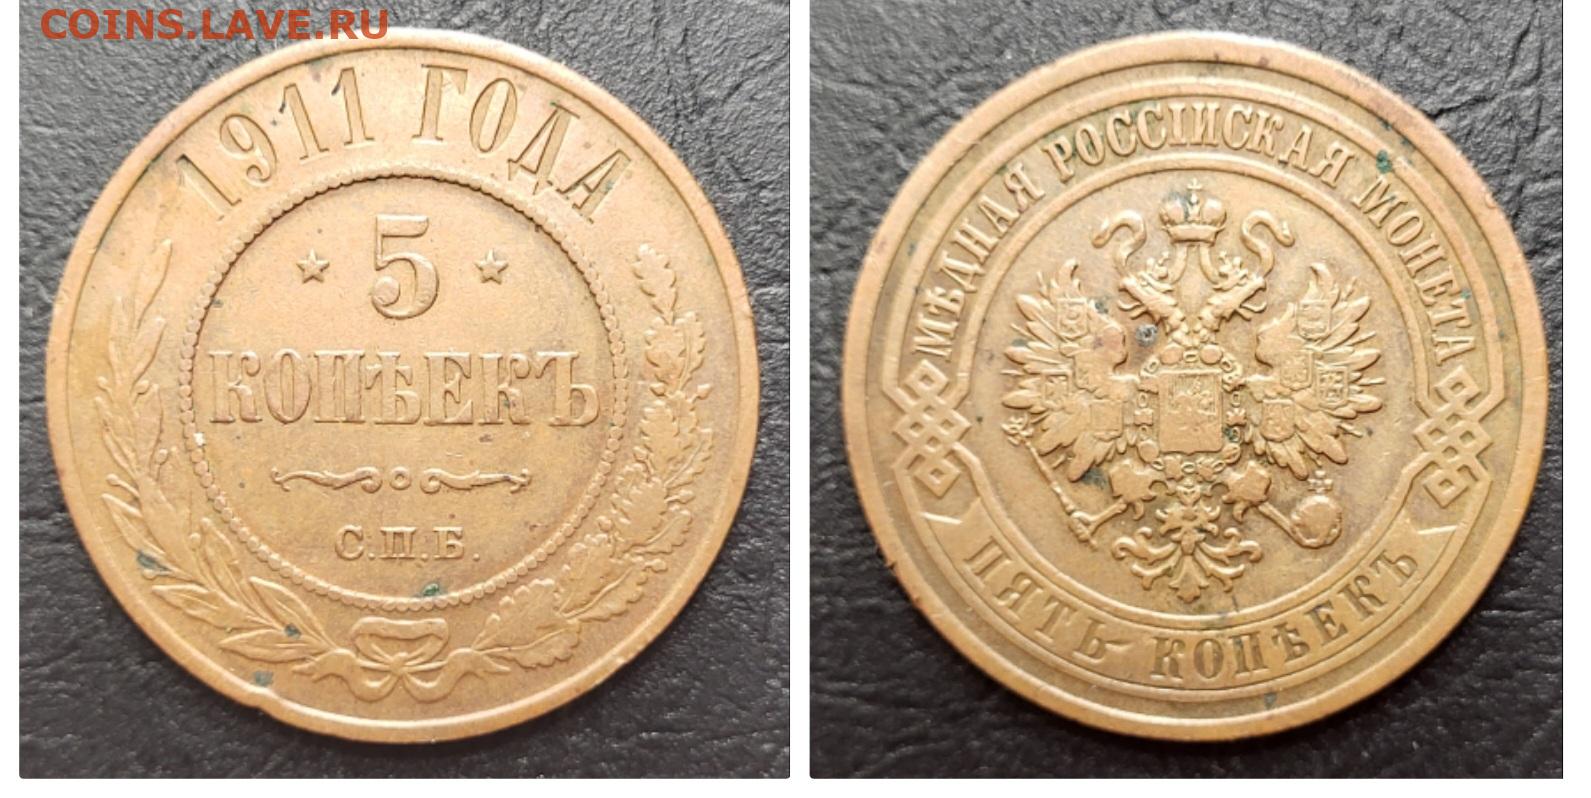 COINS.LAVE.RU
1911 ГОДА
5
КОПѢЕКЪ
С.П.Б.
МѢДНАЯ РОССІЙСКАЯ МОНЕТА
ПЯТЬ КОПѢЕКЪ